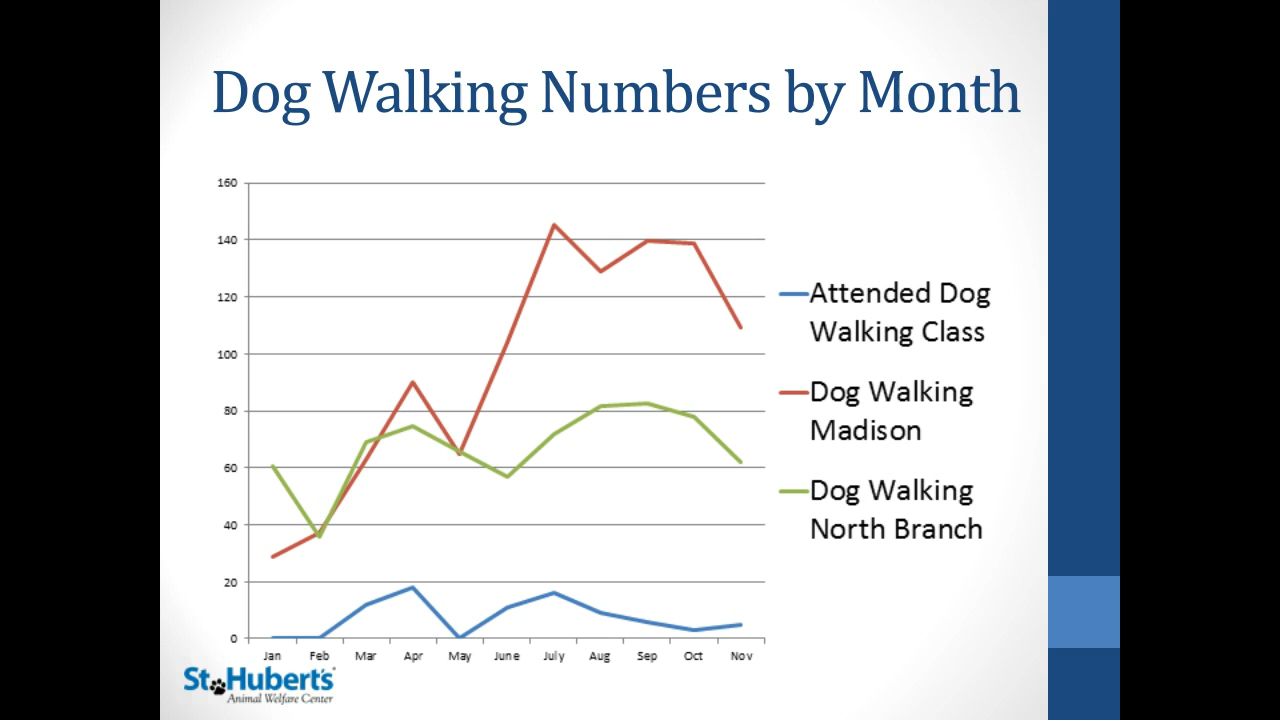 Dog Walking Numbers by Month
160
140
120
100
80
60
40
20
0
Jan Feb Mar Apr May June July Aug Sep Oct Nov
Attended Dog
Walking Class
Dog Walking
Madison
Dog Walking
North Branch
St. Hubert's
Animal Welfare Center